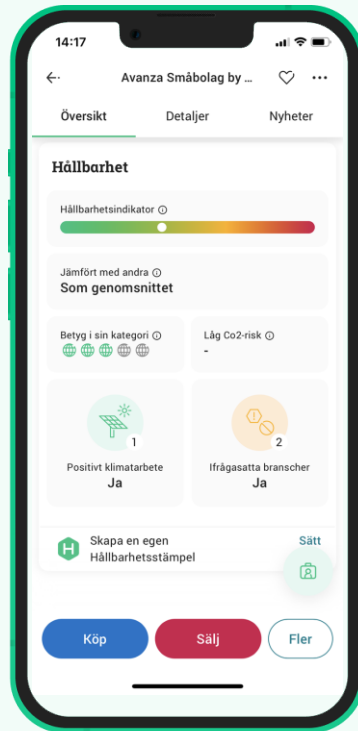 14:17
Avanza Småbolag by ...
Översikt
Detaljer
Nyheter
Hållbarhet
Hållbarhetsindikator
Jämfört med andra
Som genomsnittet
Betyg i sin kategori
Låg Co2-risk
-
1
Positivt klimatarbete
Ja
2
Ifrågasatta branscher
Ja
H
Skapa en egen
Hållbarhetsstämpel
Sätt
Köp
Sälj
Fler